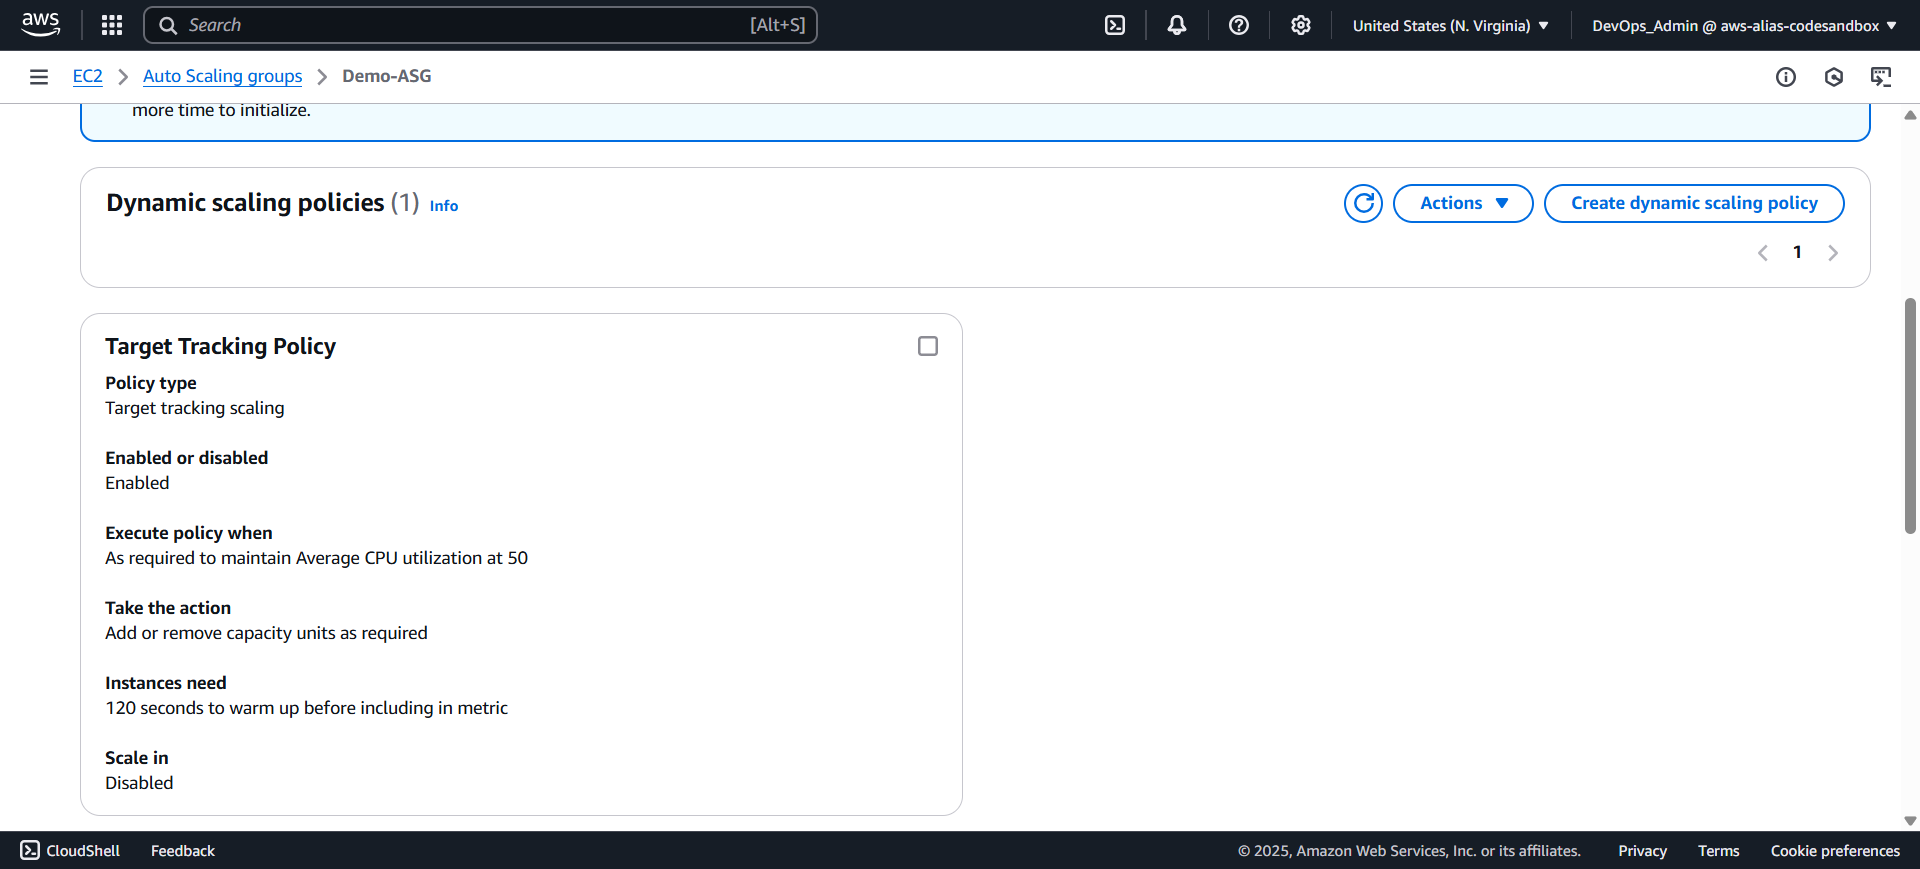 aws
Search [Alt+S]
United States (N. Virginia)
DevOps_Admin @ aws-alias-codesandbox
EC2 Auto Scaling groups Demo-ASG
more time to initialize.
Dynamic scaling policies (1) Info
Actions
Create dynamic scaling policy
1
Target Tracking Policy
Policy type
Target tracking scaling
Enabled or disabled
Enabled
Execute policy when
As required to maintain Average CPU utilization at 50
Take the action
Add or remove capacity units as required
Instances need
120 seconds to warm up before including in metric
Scale in
Disabled
CloudShell Feedback © 2025, Amazon Web Services, Inc. or its affiliates. Privacy Terms Cookie preferences